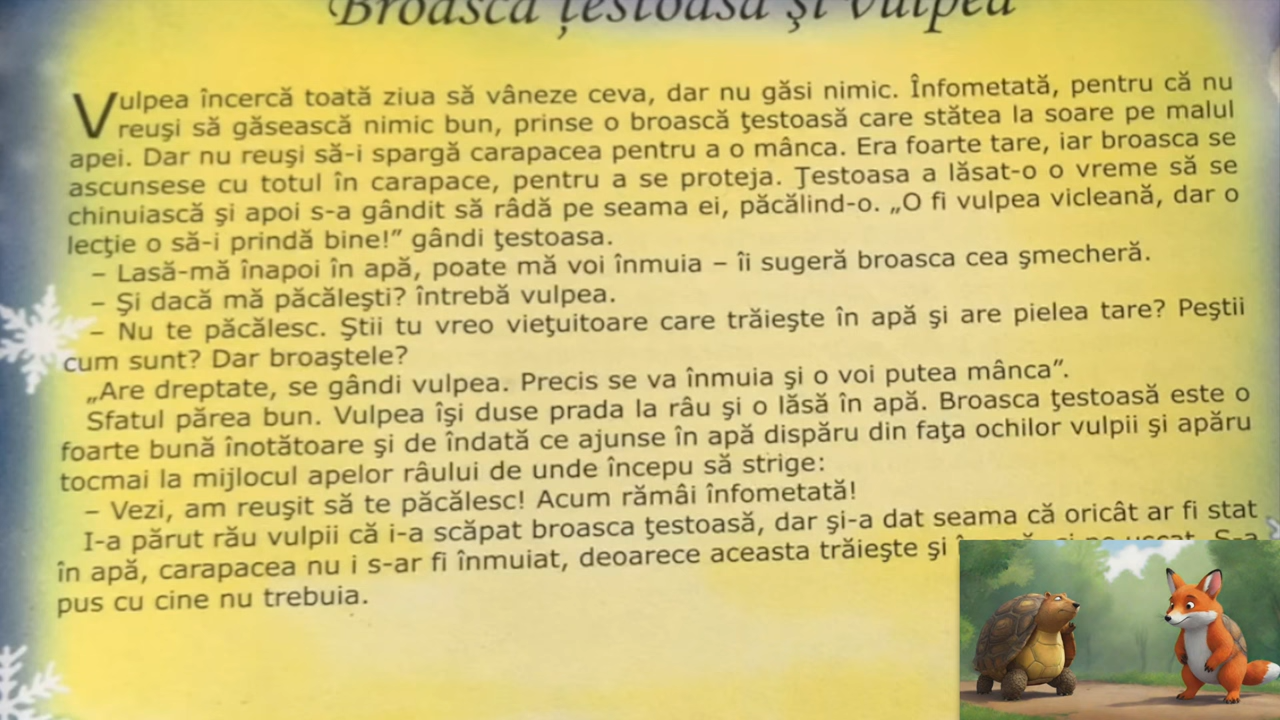 Broasca țestoasă și vulpea
Vulpea încercă toată ziua să vâneze ceva, dar nu găsi nimic. Înfometată, pentru că nu
reuşi să găsească nimic bun, prinse o broască ţestoasă care stătea la soare pe malul
apei. Dar nu reuşi să-i spargă carapacea pentru a o mânca. Era foarte tare, iar broasca se
ascunsese cu totul în carapace, pentru a se proteja. Ţestoasa a lăsat-o o vreme să se
chinuiască şi apoi s-a gândit să râdă pe seama ei, păcălind-o. „O fi vulpea vicleană, dar o
lecţie o să-i prindă bine!” gândi ţestoasa.
– Lasă-mă înapoi în apă, poate mă voi înmuia – îi sugeră broasca cea şmecheră.
– Şi dacă mă păcăleşti? întrebă vulpea.
– Nu te păcălesc. Ştii tu vreo vieţuitoare care trăieşte în apă şi are pielea tare? Peştii
cum sunt? Dar broaştele?
„Are dreptate, se gândi vulpea. Precis se va înmuia şi o voi putea mânca”.
Sfatul părea bun. Vulpea îşi duse prada la râu şi o lăsă în apă. Broasca ţestoasă este o
foarte bună înotătoare şi de îndată ce ajunse în apă dispăru din faţa ochilor vulpii şi apăru
tocmai la mijlocul apelor râului de unde începu să strige:
– Vezi, am reuşit să te păcălesc! Acum rămâi înfometată!
I-a părut rău vulpii că i-a scăpat broasca ţestoasă, dar şi-a dat seama că oricât ar fi stat
în apă, carapacea nu i s-ar fi înmuiat, deoarece aceasta trăieşte şi
pus cu cine nu trebuia.